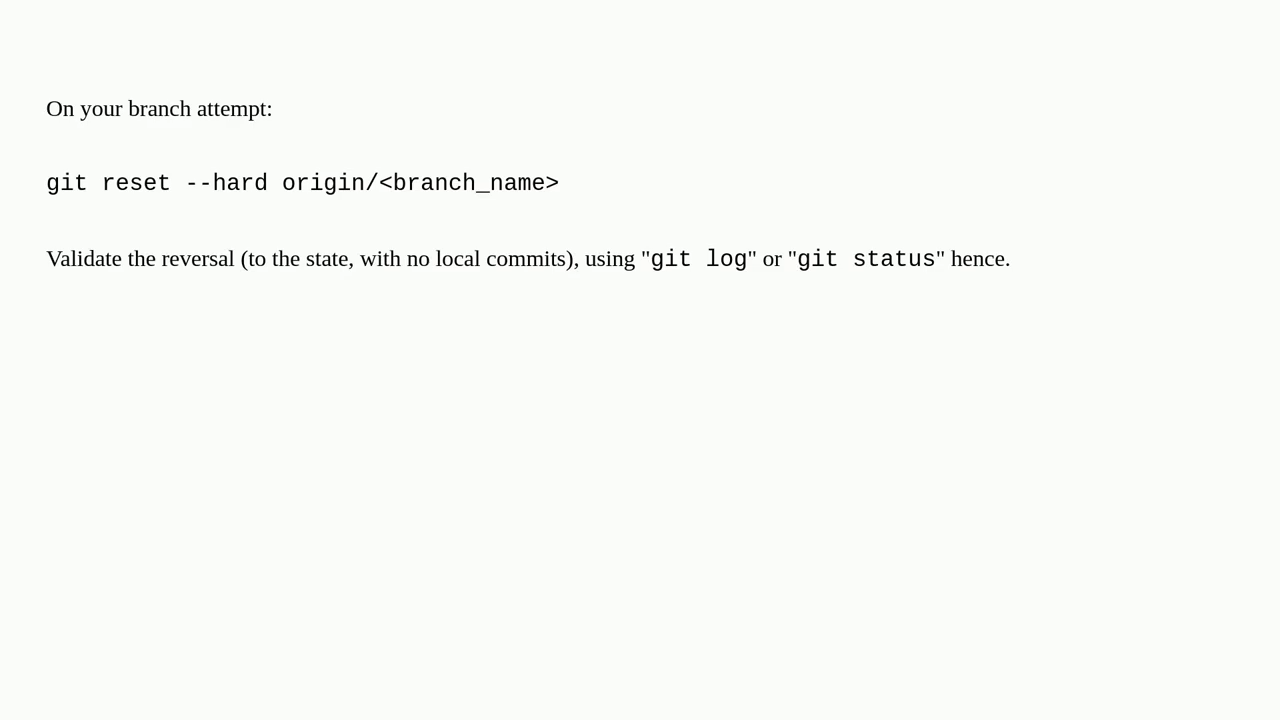 On your branch attempt:
git reset --hard origin/<branch_name>
Validate the reversal (to the state, with no local commits), using "git log" or "git status" hence.